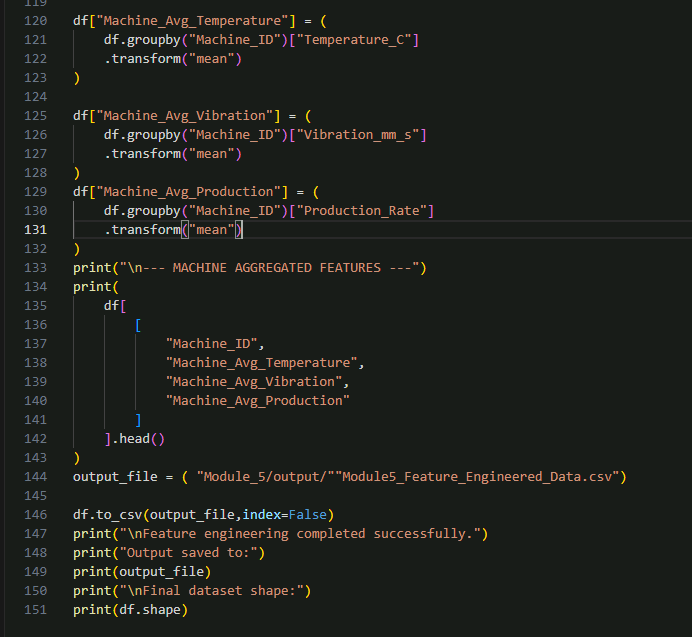 119
120 df["Machine_Avg_Temperature"] = (
121     df.groupby("Machine_ID")["Temperature_C"]
122     .transform("mean")
123 )
124
125 df["Machine_Avg_Vibration"] = (
126     df.groupby("Machine_ID")["Vibration_mm_s"]
127     .transform("mean")
128 )
129 df["Machine_Avg_Production"] = (
130     df.groupby("Machine_ID")["Production_Rate"]
131     .transform("mean")
132 )
133 print("\n--- MACHINE AGGREGATED FEATURES ---")
134 print(
135     df[
136         [
137             "Machine_ID",
138             "Machine_Avg_Temperature",
139             "Machine_Avg_Vibration",
140             "Machine_Avg_Production"
141         ]
142     ].head()
143 )
144 output_file = ( "Module_5/output/""Module5_Feature_Engineered_Data.csv")
145
146 df.to_csv(output_file,index=False)
147 print("\nFeature engineering completed successfully.")
148 print("Output saved to:")
149 print(output_file)
150 print("\nFinal dataset shape:")
151 print(df.shape)